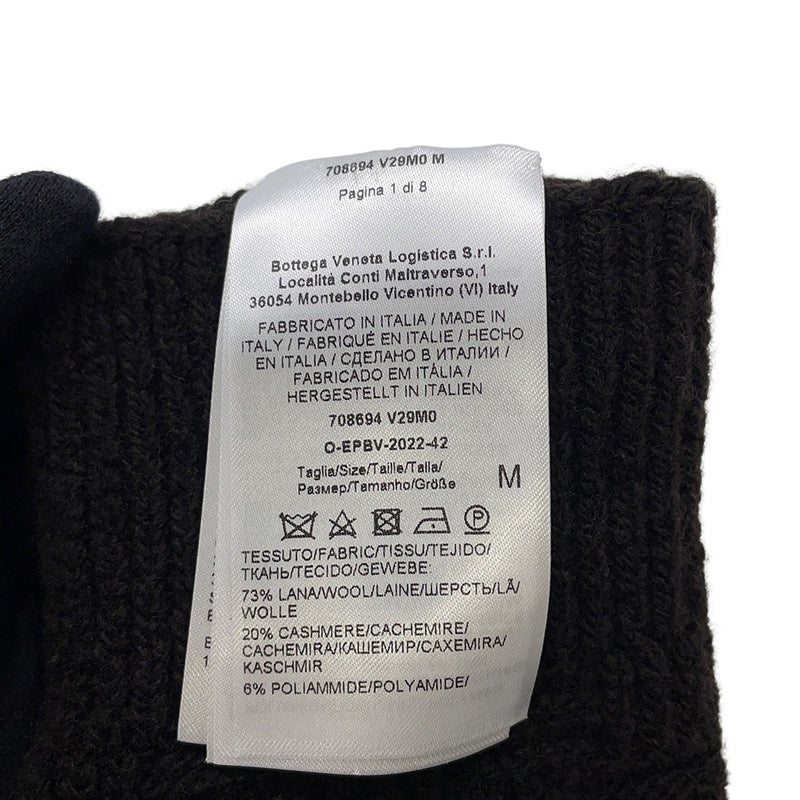 708694 V29M0 M
Pagina 1 di 8
Bottega Veneta Logistica S.r.l.
Località Conti Maltraverso,1
36054 Montebello Vicentino (VI) Italy
FABBRICATO IN ITALIA / MADE IN
ITALY / FABRIQUÉ EN ITALIE / HECHO
EN ITALIA / СДЕЛАНО В ИТАЛИИ /
FABRICADO EM ITÁLIA /
HERGESTELLT IN ITALIEN
708694 V29M0
O-EPBV-2022-42
Taglia/Size/Taille/Talla/
Размер/Tamanho/Größe M
TESSUTO/FABRIC/TISSU/TEJIDO/
ТКАНЬ/TECIDO/GEWEBE:
73% LANA/WOOL/LAINE/ШЕРСТЬ/LÃ/
WOLLE
20% CASHMERE/CACHEMIRE/
CACHEMIRA/КАШЕМИР/CAXEMIRA/
KASCHMIR
6% POLIAMMIDE/POLYAMIDE/